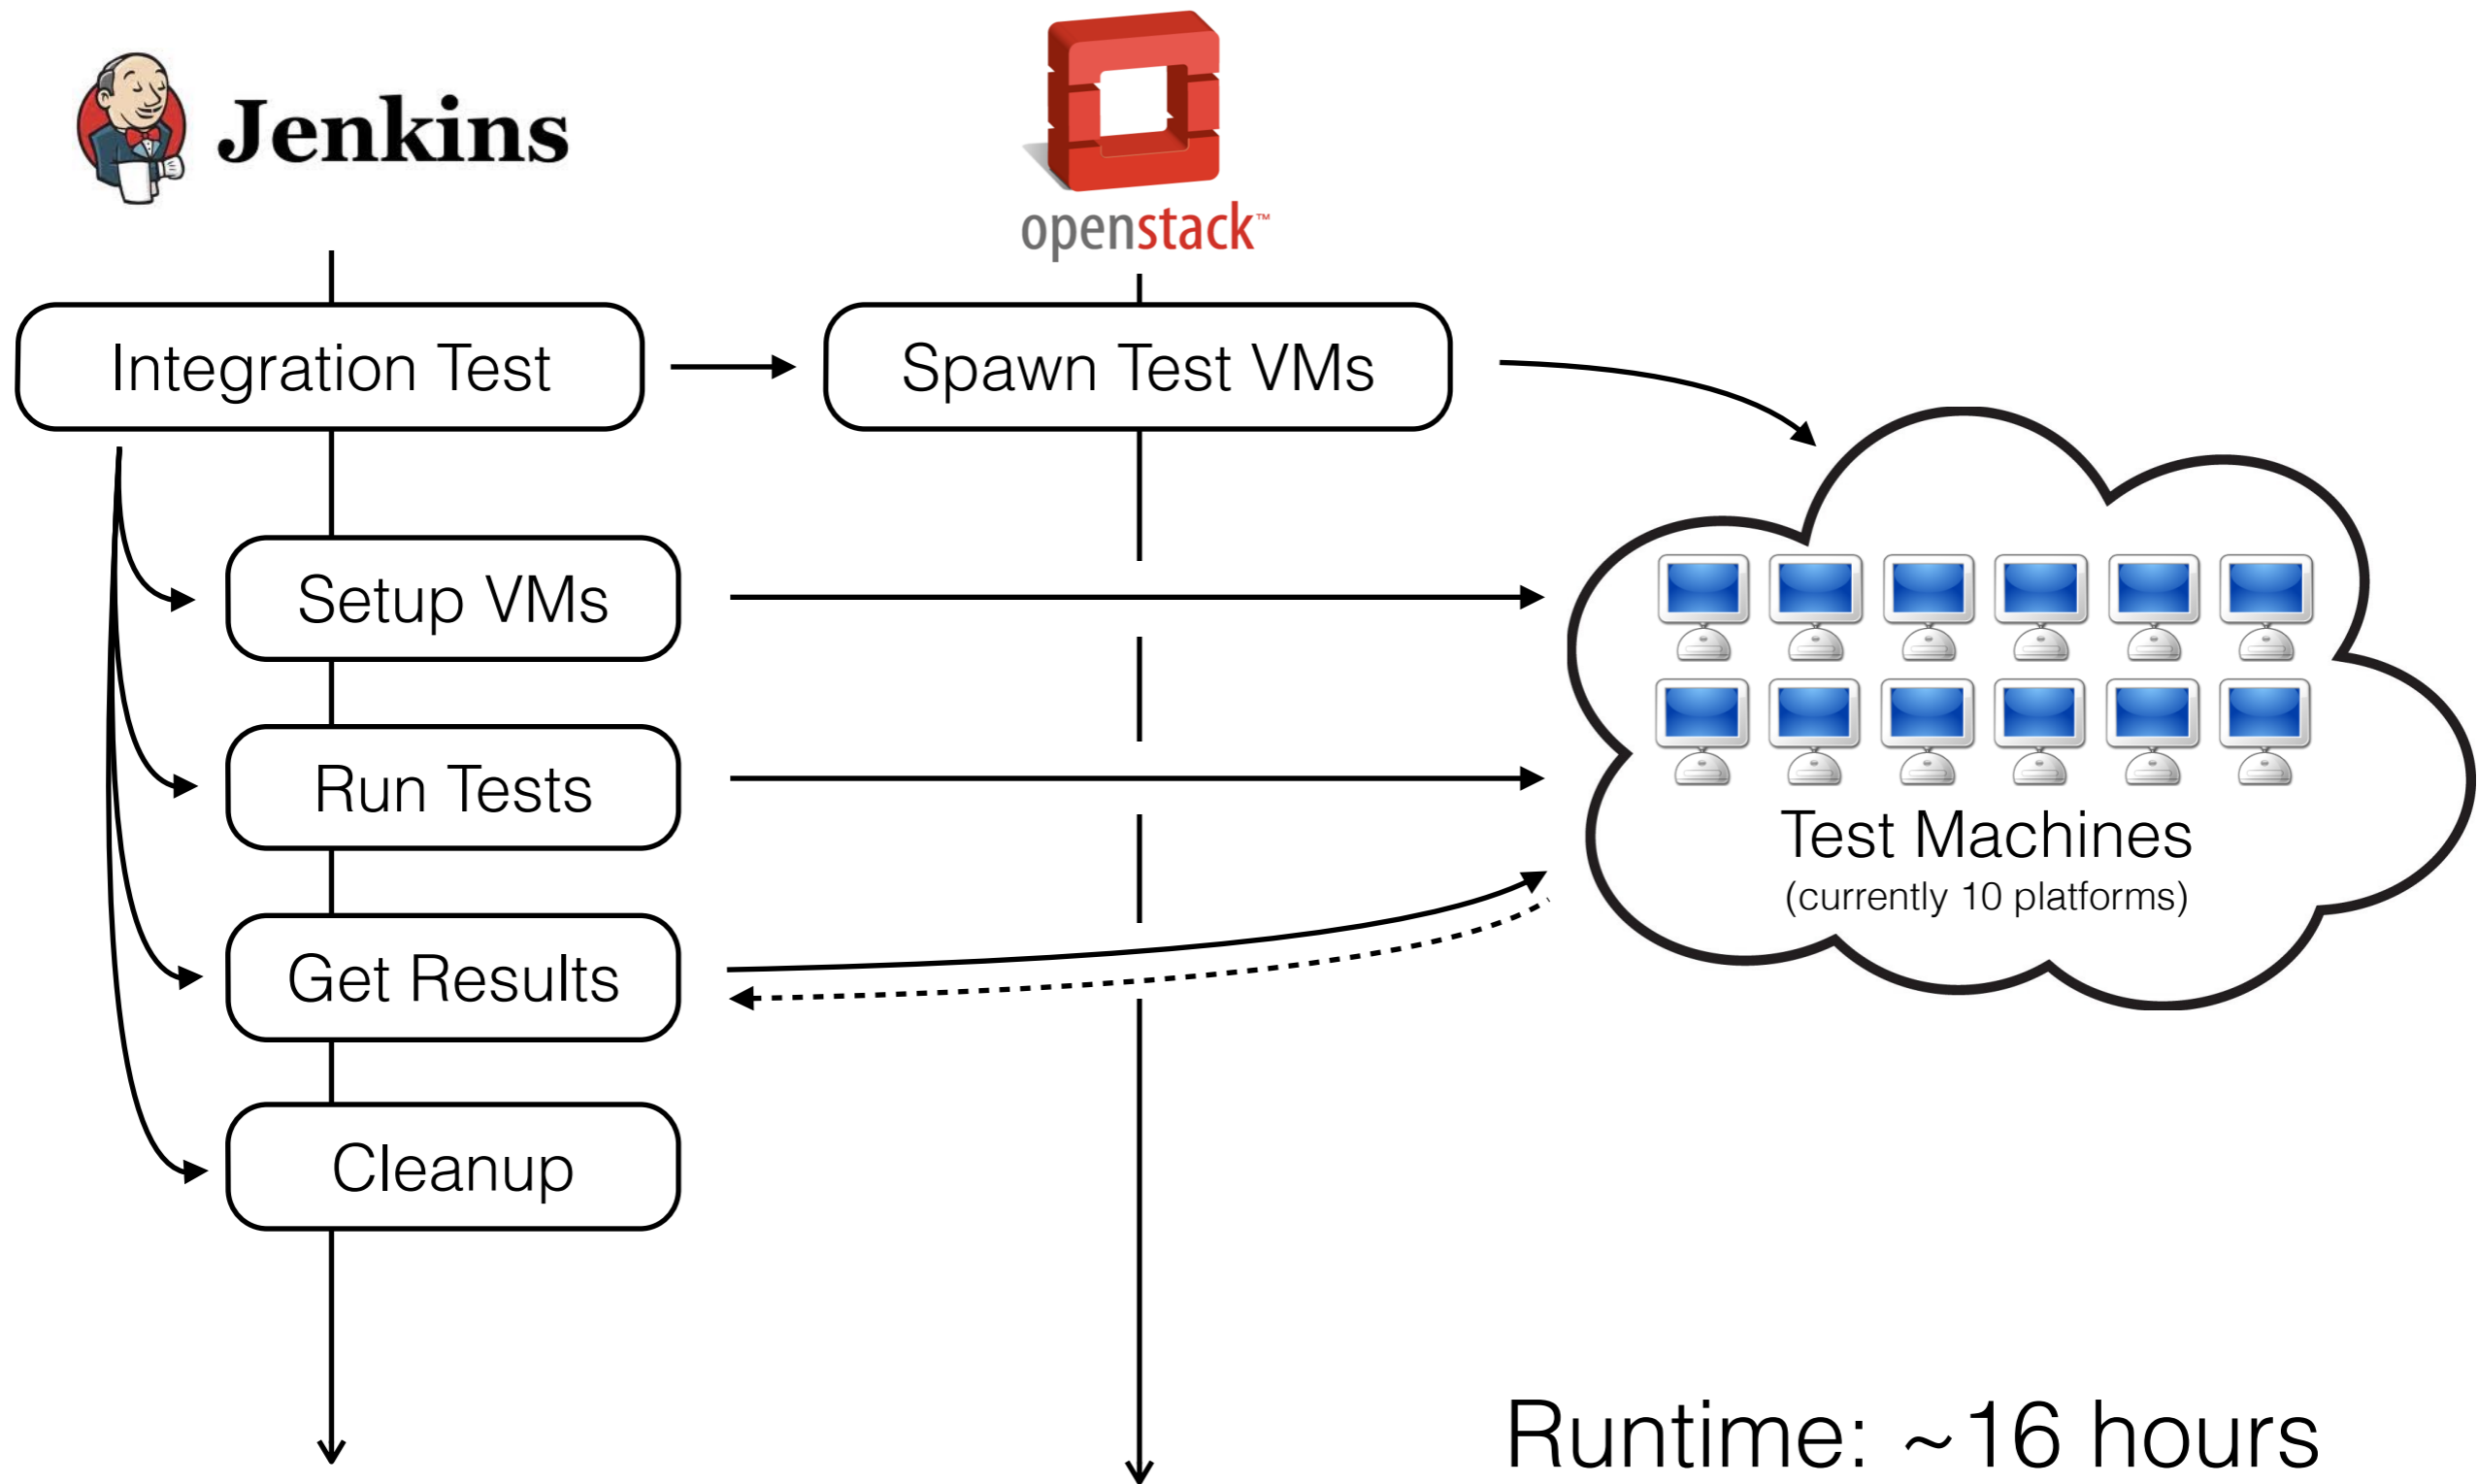 Jenkins
openstack™
Integration Test
Spawn Test VMs
Setup VMs
Run Tests
Test Machines
(currently 10 platforms)
Get Results
Cleanup
Runtime: ~16 hours